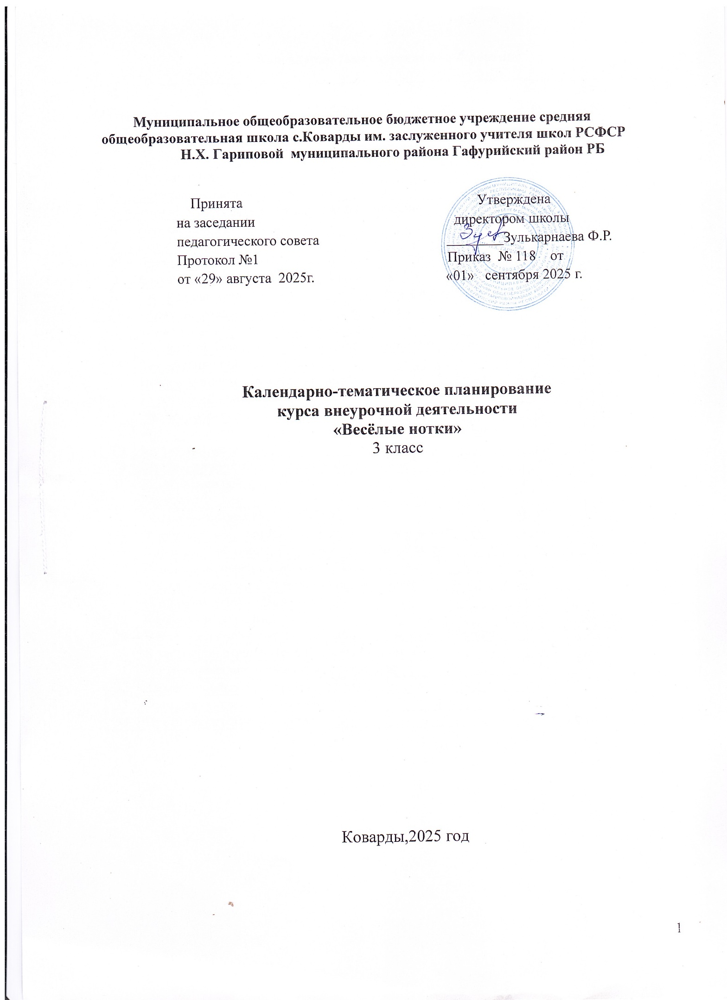 Муниципальное общеобразовательное бюджетное учреждение средняя
общеобразовательная школа с.Коварды им. заслуженного учителя школ РСФСР
Н.Х. Гариповой муниципального района Гафурийский район РБ
Принята
на заседании
педагогического совета
Протокол №1
от «29» августа 2025г.
Утверждена
директором школы
_________Зулькарнаева Ф.Р.
Приказ № 118 от
«01» сентября 2025 г.
Календарно-тематическое планирование
курса внеурочной деятельности
«Весёлые нотки»
3 класс
Коварды,2025 год
1